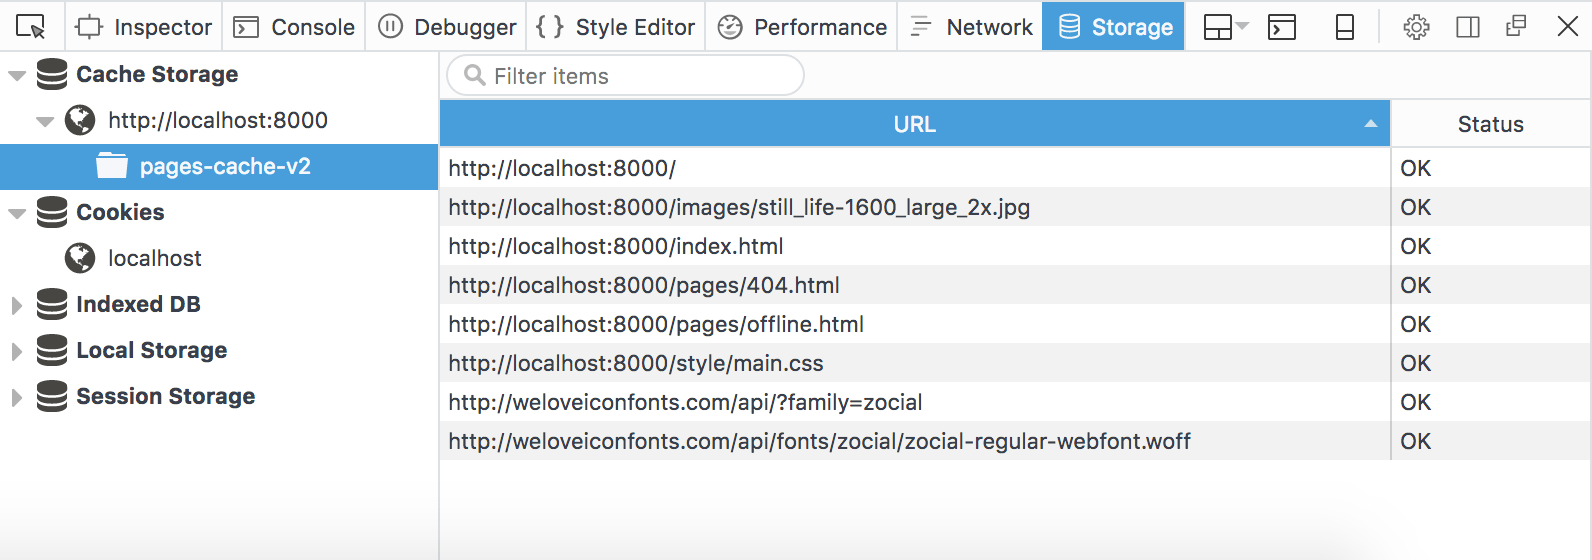 Inspector Console Debugger { } Style Editor Performance Network Storage
Cache Storage
http://localhost:8000
pages-cache-v2
Cookies
localhost
Indexed DB
Local Storage
Session Storage
Filter items
URL Status
http://localhost:8000/ OK
http://localhost:8000/images/still_life-1600_large_2x.jpg OK
http://localhost:8000/index.html OK
http://localhost:8000/pages/404.html OK
http://localhost:8000/pages/offline.html OK
http://localhost:8000/style/main.css OK
http://weloveiconfonts.com/api/?family=zocial OK
http://weloveiconfonts.com/api/fonts/zocial/zocial-regular-webfont.woff OK